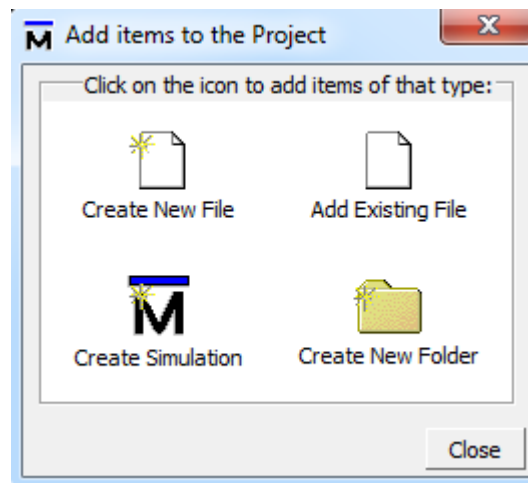 Add items to the Project
Click on the icon to add items of that type:
Create New File
Add Existing File
Create Simulation
Create New Folder
Close